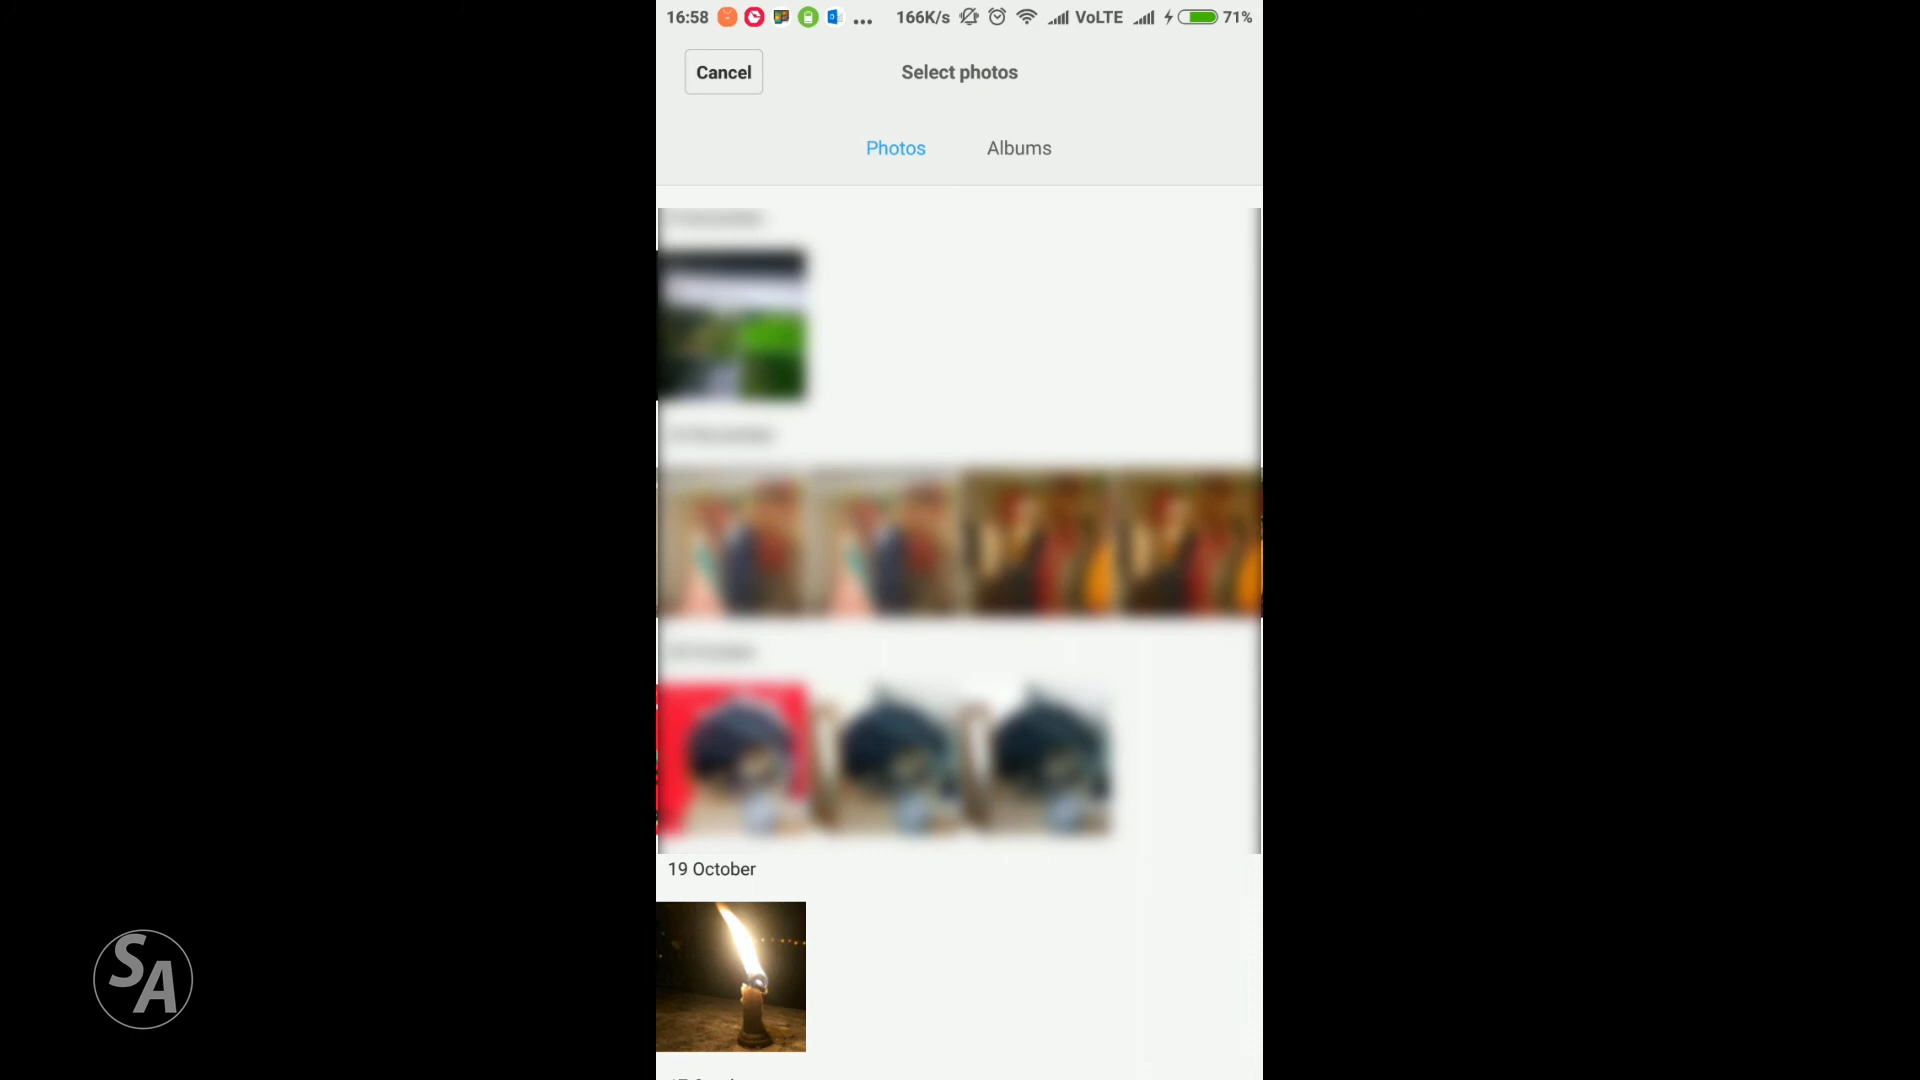 16:58 166K/s VoLTE 71%
Cancel Select photos
Photos Albums
19 October
SA